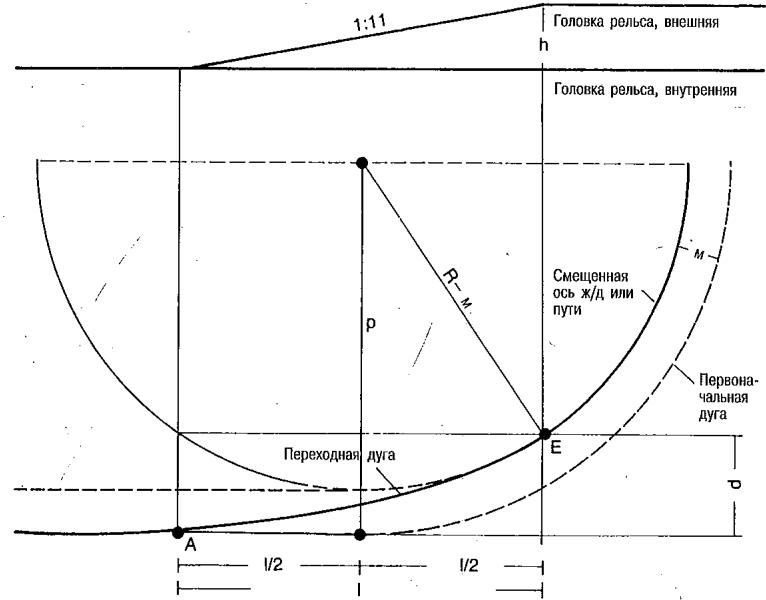 1:11
Головка рельса, внешняя
h
Головка рельса, внутренняя
R–м
м
Смещенная
ось ж/д или
пути
p
Первона-
чальная
дуга
E
Переходная дуга
d
A
l/2
l/2
l